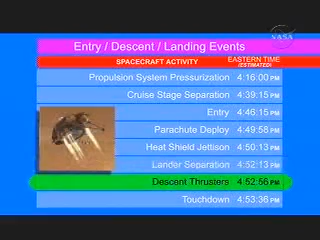 NASA
Entry / Descent / Landing Events
SPACECRAFT ACTIVITY EASTERN TIME
(ESTIMATED)
Propulsion System Pressurization 4:16:00 PM
Cruise Stage Separation 4:39:15 PM
Entry 4:46:15 PM
Parachute Deploy 4:49:58 PM
Heat Shield Jettison 4:50:13 PM
Lander Separation 4:52:13 PM
Descent Thrusters 4:52:56 PM
Touchdown 4:53:36 PM